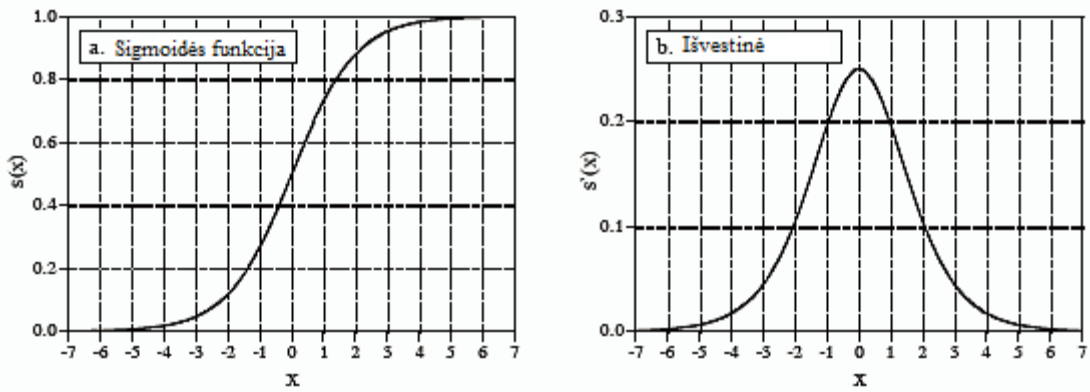 a. Sigmoidės funkcija
1.0
0.8
0.6
0.4
0.2
0.0
s(x)
-7 -6 -5 -4 -3 -2 -1 0 1 2 3 4 5 6 7
x
b. Išvestinė
0.3
0.2
0.1
0.0
s`(x)
-7 -6 -5 -4 -3 -2 -1 0 1 2 3 4 5 6 7
x